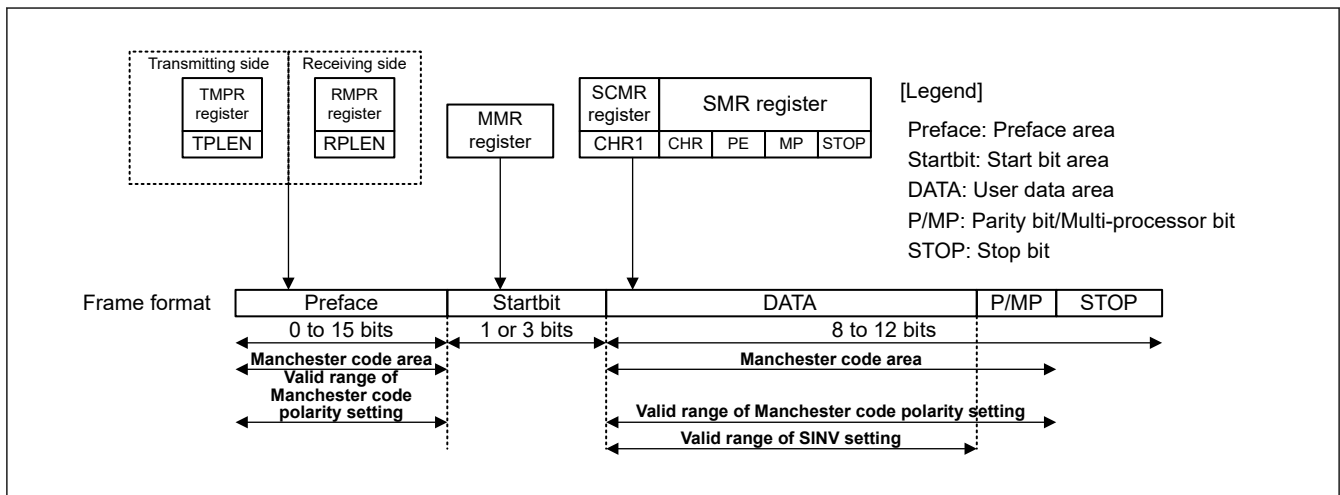 Transmitting side
Receiving side
TMPR
register
TPLEN
RMPR
register
RPLEN
MMR
register
SCMR
register
CHR1
SMR register
CHR
PE
MP
STOP
[Legend]
Preface: Preface area
Startbit: Start bit area
DATA: User data area
P/MP: Parity bit/Multi-processor bit
STOP: Stop bit
Frame format
Preface
Startbit
DATA
P/MP
STOP
0 to 15 bits
1 or 3 bits
8 to 12 bits
Manchester code area
Valid range of
Manchester code
polarity setting
Manchester code area
Valid range of Manchester code polarity setting
Valid range of SINV setting